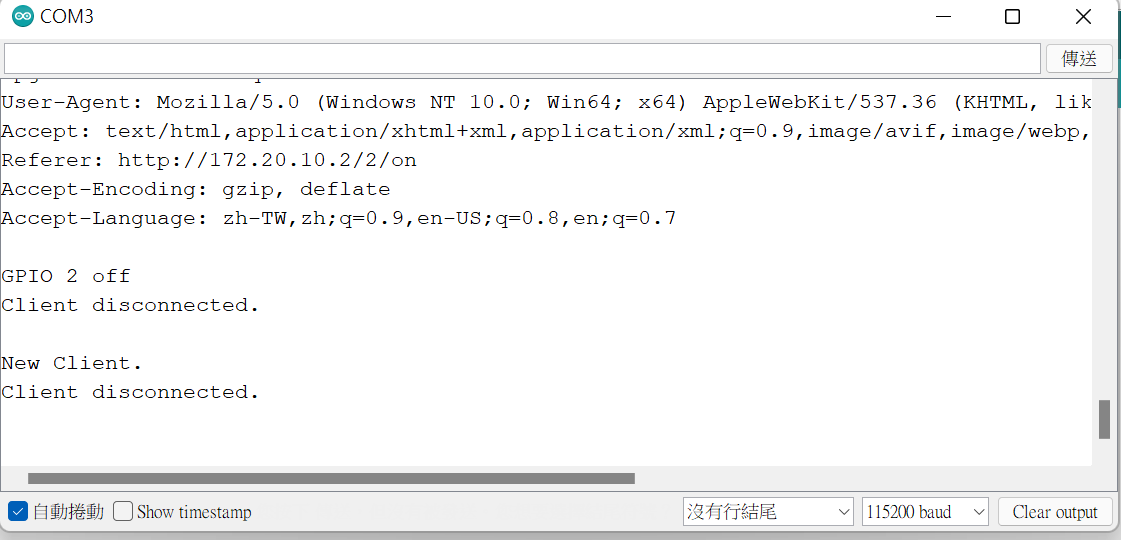 COM3
傳送
User-Agent: Mozilla/5.0 (Windows NT 10.0; Win64; x64) AppleWebKit/537.36 (KHTML, lik
Accept: text/html,application/xhtml+xml,application/xml;q=0.9,image/avif,image/webp,
Referer: http://172.20.10.2/2/on
Accept-Encoding: gzip, deflate
Accept-Language: zh-TW,zh;q=0.9,en-US;q=0.8,en;q=0.7
GPIO 2 off
Client disconnected.
New Client.
Client disconnected.
自動捲動 Show timestamp 沒有行結尾 115200 baud Clear output